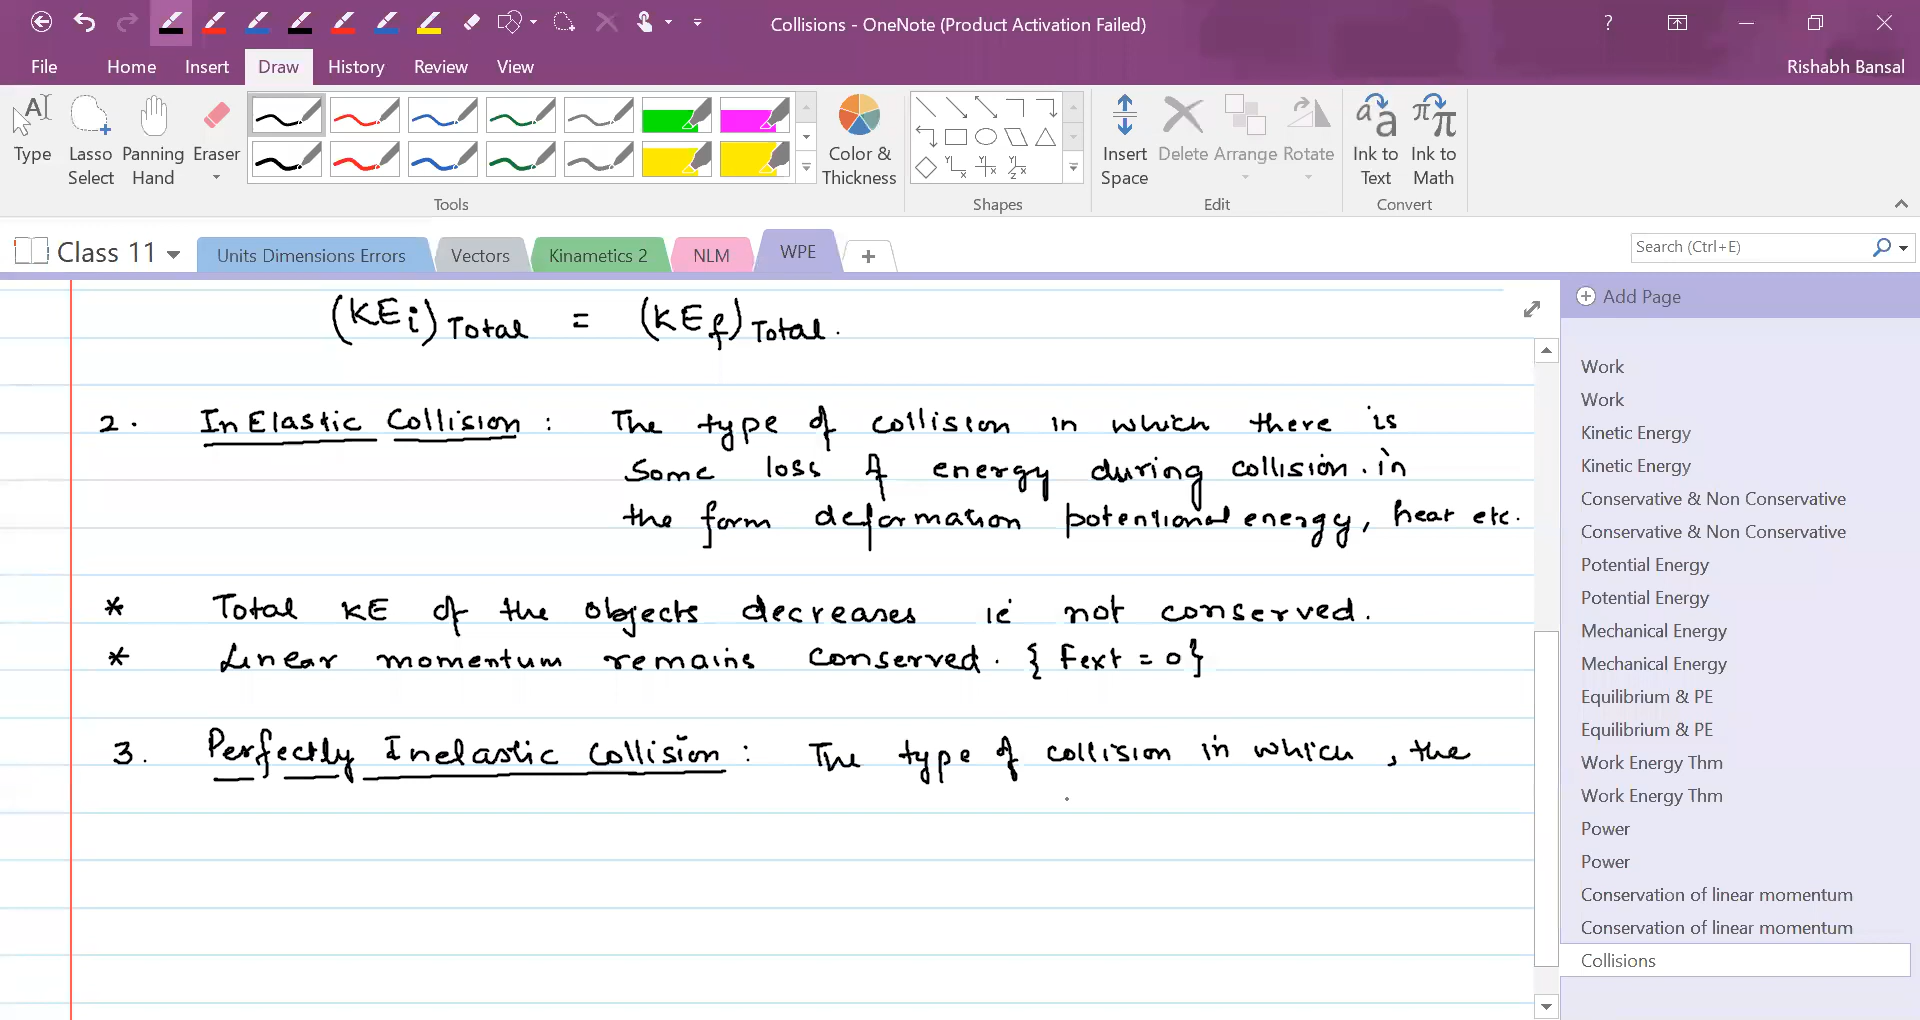 Collisions - OneNote (Product Activation Failed)
?
File Home Insert Draw History Review View
Rishabh Bansal
Type
Lasso Select
Panning Hand
Eraser
Color & Thickness
Insert Space
Delete
Arrange
Rotate
Ink to Text
Ink to Math
Tools
Shapes
Edit
Convert
Class 11
Units Dimensions Errors
Vectors
Kinametics 2
NLM
WPE
Search (Ctrl+E)
Add Page
(KEi)Total = (KEf)Total.
2. InElastic Collision : The type of collision in which there is
Some loss of energy during collision. in
the form deformation potentional energy, heat etc.
* Total KE of the objects decreases ie not conserved.
* Linear momentum remains conserved. { Fext = 0 }
3. Perfectly Inelastic Collision : The type of collision in which, the
Work
Work
Kinetic Energy
Kinetic Energy
Conservative & Non Conservative
Conservative & Non Conservative
Potential Energy
Potential Energy
Mechanical Energy
Mechanical Energy
Equilibrium & PE
Equilibrium & PE
Work Energy Thm
Work Energy Thm
Power
Power
Conservation of linear momentum
Conservation of linear momentum
Collisions